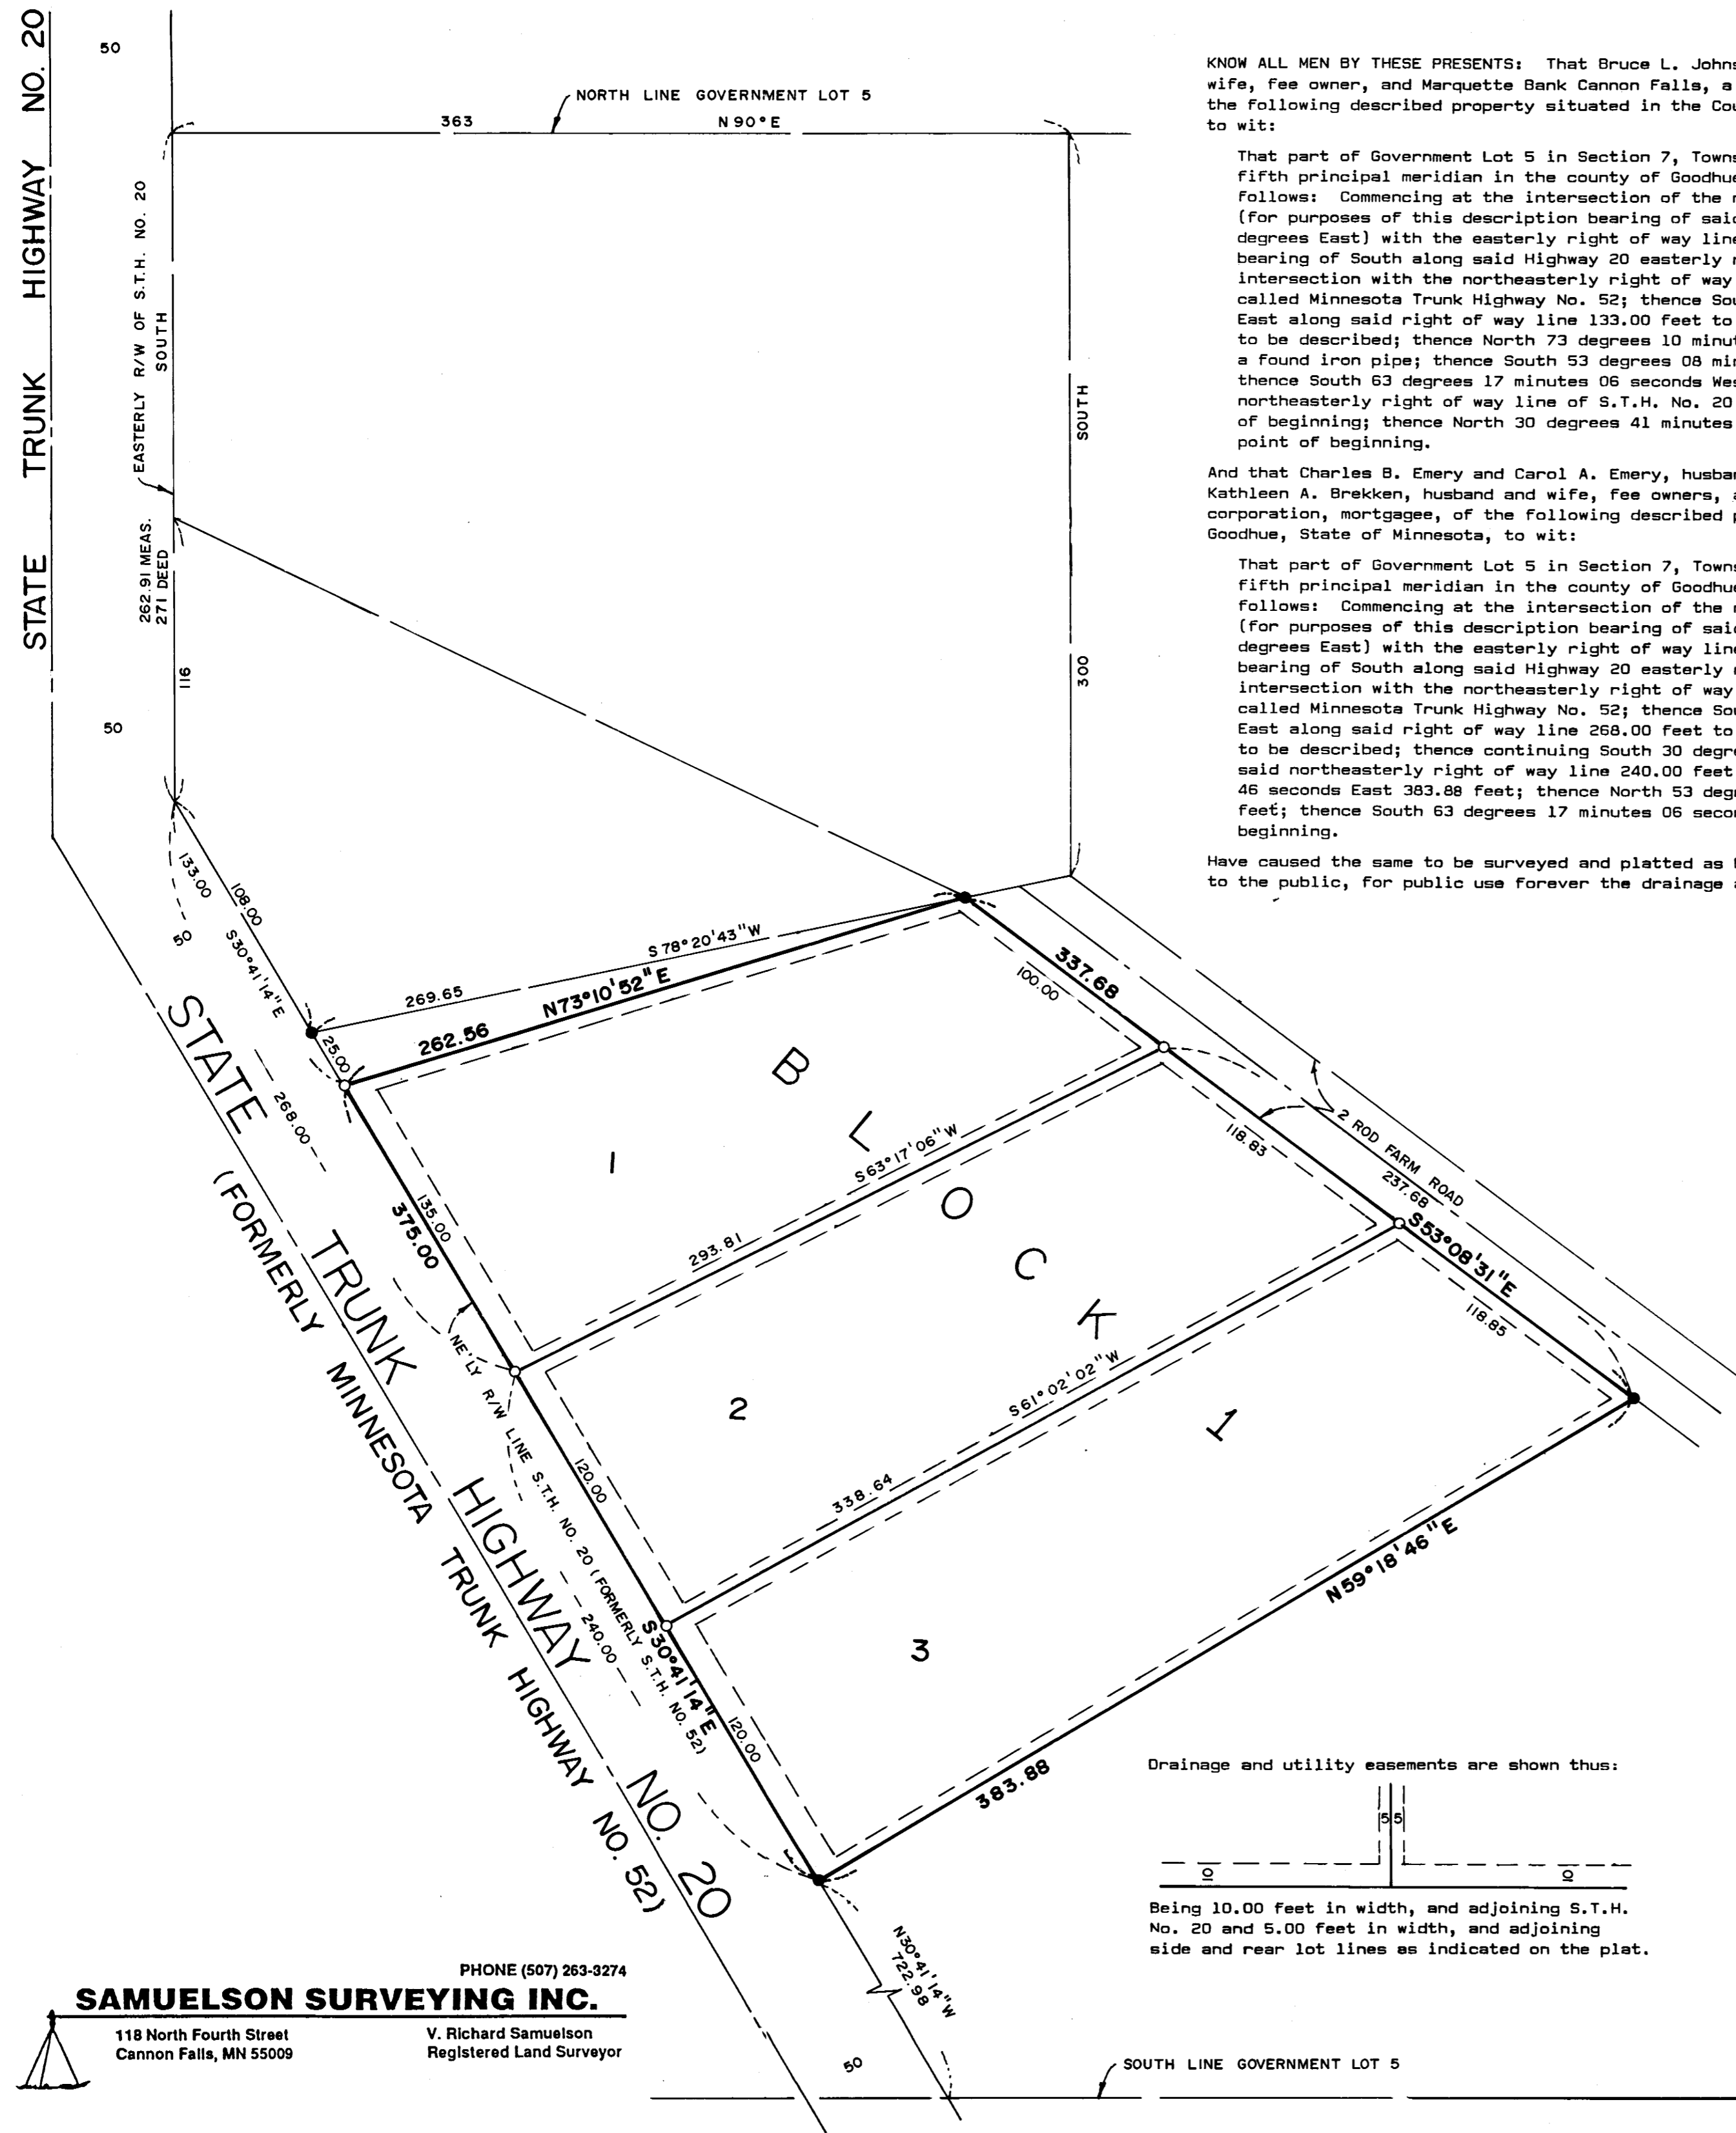 STATE TRUNK HIGHWAY NO. 20
50
NORTH LINE GOVERNMENT LOT 5
363 N 90° E
EASTERLY R/W OF S.T.H. NO. 20
SOUTH
262.91 MEAS.
271 DEED
116
50
SOUTH
300
KNOW ALL MEN BY THESE PRESENTS: That Bruce L. Johns
wife, fee owner, and Marquette Bank Cannon Falls, a
the following described property situated in the Cou
to wit:
That part of Government Lot 5 in Section 7, Towns
fifth principal meridian in the county of Goodhue
follows: Commencing at the intersection of the n
(for purposes of this description bearing of said
degrees East) with the easterly right of way line
bearing of South along said Highway 20 easterly r
intersection with the northeasterly right of way
called Minnesota Trunk Highway No. 52; thence Sou
East along said right of way line 133.00 feet to
to be described; thence North 73 degrees 10 minut
a found iron pipe; thence South 53 degrees 08 min
thence South 63 degrees 17 minutes 06 seconds Wes
northeasterly right of way line of S.T.H. No. 20
of beginning; thence North 30 degrees 41 minutes
point of beginning.
And that Charles B. Emery and Carol A. Emery, husban
Kathleen A. Brekken, husband and wife, fee owners, a
corporation, mortgagee, of the following described p
Goodhue, State of Minnesota, to wit:
That part of Government Lot 5 in Section 7, Towns
fifth principal meridian in the county of Goodhue
follows: Commencing at the intersection of the n
(for purposes of this description bearing of said
degrees East) with the easterly right of way line
bearing of South along said Highway 20 easterly r
intersection with the northeasterly right of way
called Minnesota Trunk Highway No. 52; thence Sou
East along said right of way line 268.00 feet to
to be described; thence continuing South 30 degre
said northeasterly right of way line 240.00 feet
46 seconds East 383.88 feet; thence North 53 degr
feet; thence South 63 degrees 17 minutes 06 secon
beginning.
Have caused the same to be surveyed and platted as
to the public, for public use forever the drainage a
133.00
108.00
50
S30°41'14"E
25.00
S 78° 20'43"W
269.65
N73°10'52"E
262.56
337.68
100.00
268.00
135.00
375.00
1
BLOCK
1
S63°17'06"W
293.81
118.83
2 ROD FARM ROAD
237.68
S53°08'31"E
118.85
2
120.00
S61°02'02"W
338.64
NE'LY R/W LINE S.T.H. NO. 20 (FORMERLY S.T.H. NO. 52)
240.00
S30°41'14"E
120.00
3
N59°18'46"E
383.88
STATE TRUNK HIGHWAY NO. 20
(FORMERLY MINNESOTA TRUNK HIGHWAY NO. 52)
N30°41'14"W
722.98
50
SOUTH LINE GOVERNMENT LOT 5
Drainage and utility easements are shown thus:
5 5
10 10
Being 10.00 feet in width, and adjoining S.T.H.
No. 20 and 5.00 feet in width, and adjoining
side and rear lot lines as indicated on the plat.
PHONE (507) 263-3274
SAMUELSON SURVEYING INC.
118 North Fourth Street
Cannon Falls, MN 55009
V. Richard Samuelson
Registered Land Surveyor